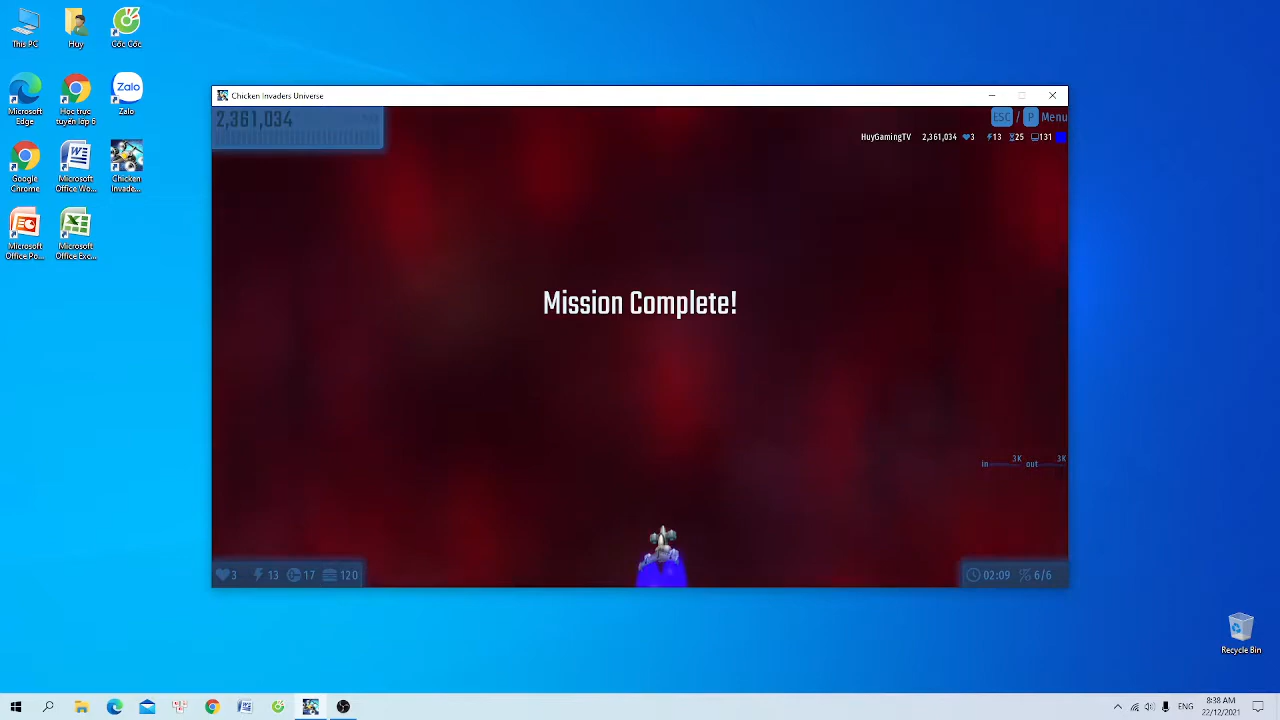 This PC
Huy
Cốc Cốc
Microsoft
Edge
Học trực
tuyến lớp 6
Zalo
Zalo
Google
Chrome
Microsoft
Office Wo...
Chicken
Invade...
Microsoft
Office Po...
Microsoft
Office Exc...
Chicken Invaders Universe
2,361,034
ESC / P Menu
HuyGamingTV 2,361,034 3 13 25 131
Mission Complete!
in 3K out 3K
3 13 17 120
02:09 6/6
Recycle Bin
ENG
8:38 AM
22/12/2021